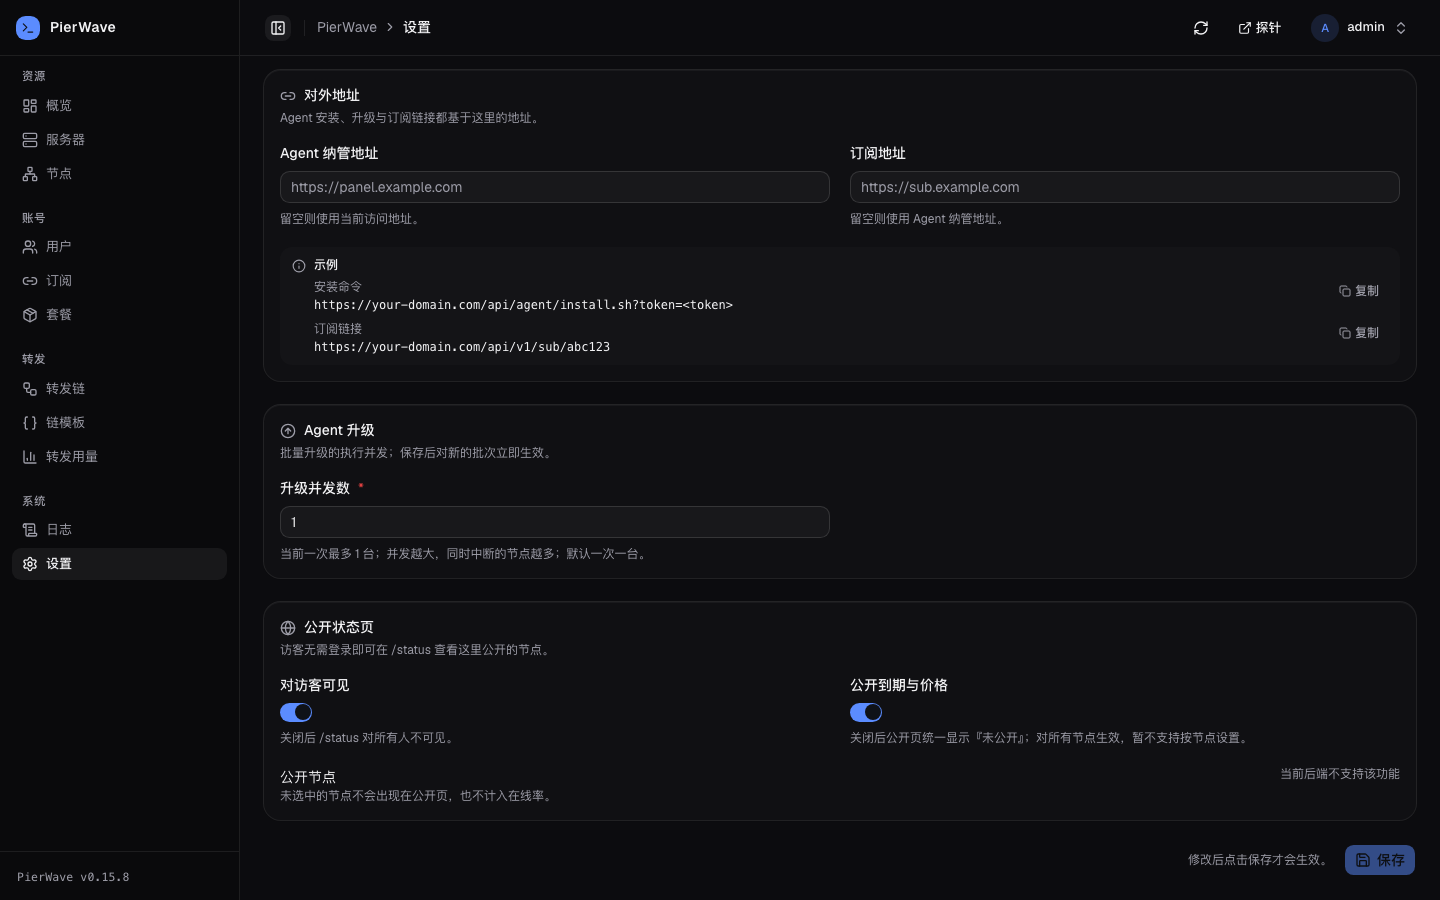 PierWave
PierWave > 设置
探针
A
admin
资源
概览
服务器
节点
账号
用户
订阅
套餐
转发
转发链
链模板
转发用量
系统
日志
设置
PierWave v0.15.8
对外地址
Agent 安装、升级与订阅链接都基于这里的地址。
Agent 纳管地址
https://panel.example.com
留空则使用当前访问地址。
订阅地址
https://sub.example.com
留空则使用 Agent 纳管地址。
示例
安装命令
https://your-domain.com/api/agent/install.sh?token=<token>
复制
订阅链接
https://your-domain.com/api/v1/sub/abc123
复制
Agent 升级
批量升级的执行并发；保存后对新的批次立即生效。
升级并发数 *
1
当前一次最多 1 台；并发越大，同时中断的节点越多；默认一次一台。
公开状态页
访客无需登录即可在 /status 查看这里公开的节点。
对访客可见
关闭后 /status 对所有人不可见。
公开到期与价格
关闭后公开页统一显示『未公开』；对所有节点生效，暂不支持按节点设置。
公开节点
未选中的节点不会出现在公开页，也不计入在线率。
当前后端不支持该功能
修改后点击保存才会生效。
保存